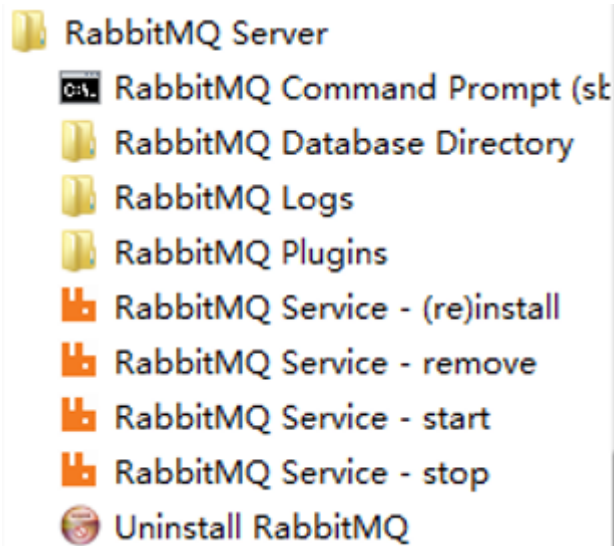 RabbitMQ Server
RabbitMQ Command Prompt (sb
RabbitMQ Database Directory
RabbitMQ Logs
RabbitMQ Plugins
RabbitMQ Service - (re)install
RabbitMQ Service - remove
RabbitMQ Service - start
RabbitMQ Service - stop
Uninstall RabbitMQ